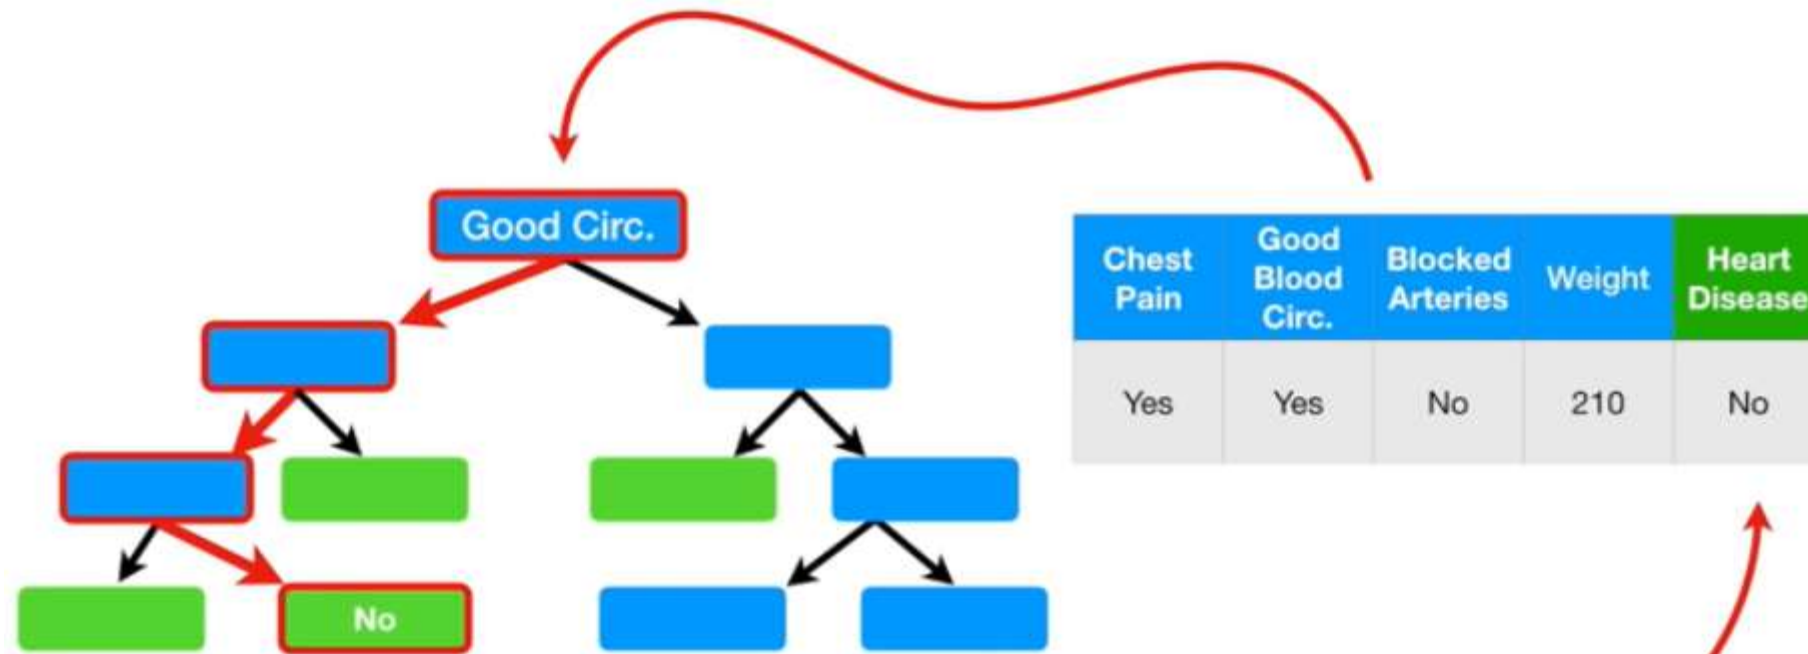 Good Circ.
No
Chest
Pain
Good
Blood
Circ.
Blocked
Arteries
Weight
Heart
Disease
Yes
Yes
No
210
No